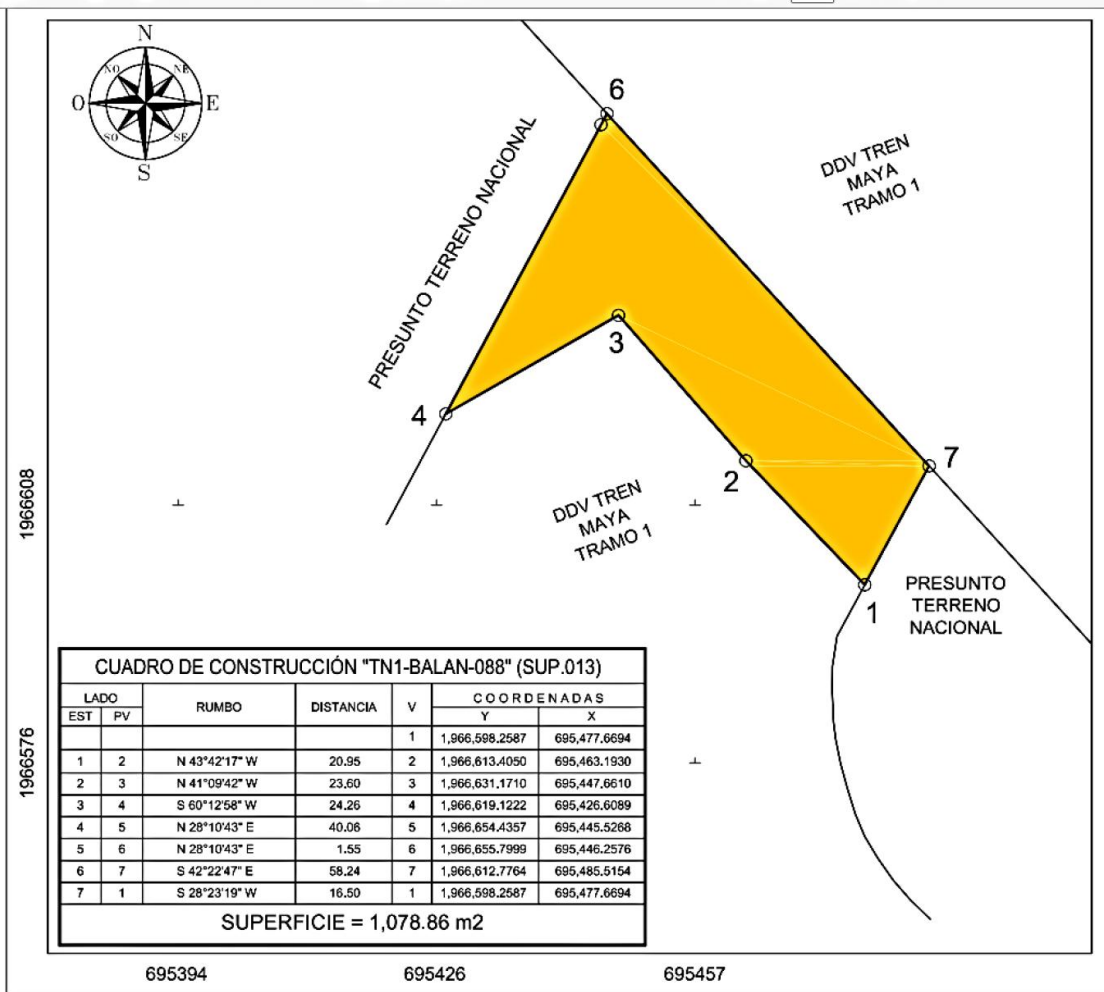 N
NO
NE
O
E
SO
SE
S
6
DDV TREN
MAYA
TRAMO 1
PRESUNTO TERRENO NACIONAL
3
4
7
2
DDV TREN
MAYA
TRAMO 1
1966608
PRESUNTO
TERRENO
NACIONAL
1
CUADRO DE CONSTRUCCIÓN "TN1-BALAN-088" (SUP.013)
LADO RUMBO DISTANCIA V COORDENADAS
EST PV Y X
1 1,966,598.2587 695,477.6694
1 2 N 43°42'17" W 20.95 2 1,966,613.4050 695,463.1930
2 3 N 41°09'42" W 23.60 3 1,966,631.1710 695,447.6610
3 4 S 60°12'58" W 24.26 4 1,966,619.1222 695,426.6089
4 5 N 28°10'43" E 40.06 5 1,966,654.4357 695,445.5268
5 6 N 28°10'43" E 1.55 6 1,966,655.7999 695,446.2576
6 7 S 42°22'47" E 58.24 7 1,966,612.7764 695,485.5154
7 1 S 28°23'19" W 16.50 1 1,966,598.2587 695,477.6694
SUPERFICIE = 1,078.86 m2
1966576
695394
695426
695457